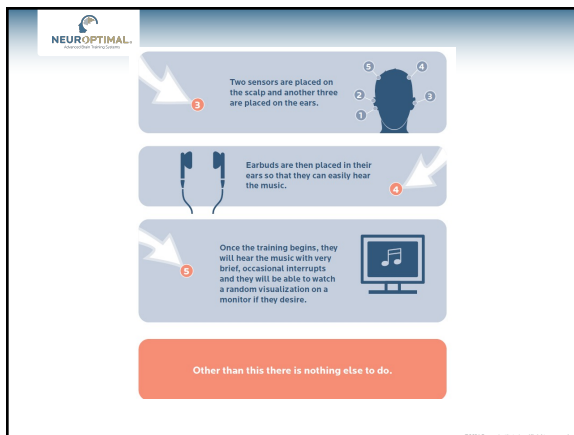 NEUROPTIMAL®
Advanced Brain Training Systems
3
Two sensors are placed on
the scalp and another three
are placed on the ears.
5
4
2
3
1
Earbuds are then placed in their
ears so that they can easily hear
the music.
4
5
Once the training begins, they
will hear the music with very
brief, occasional interrupts
and they will be able to watch
a random visualization on a
monitor if they desire.
Other than this there is nothing else to do.